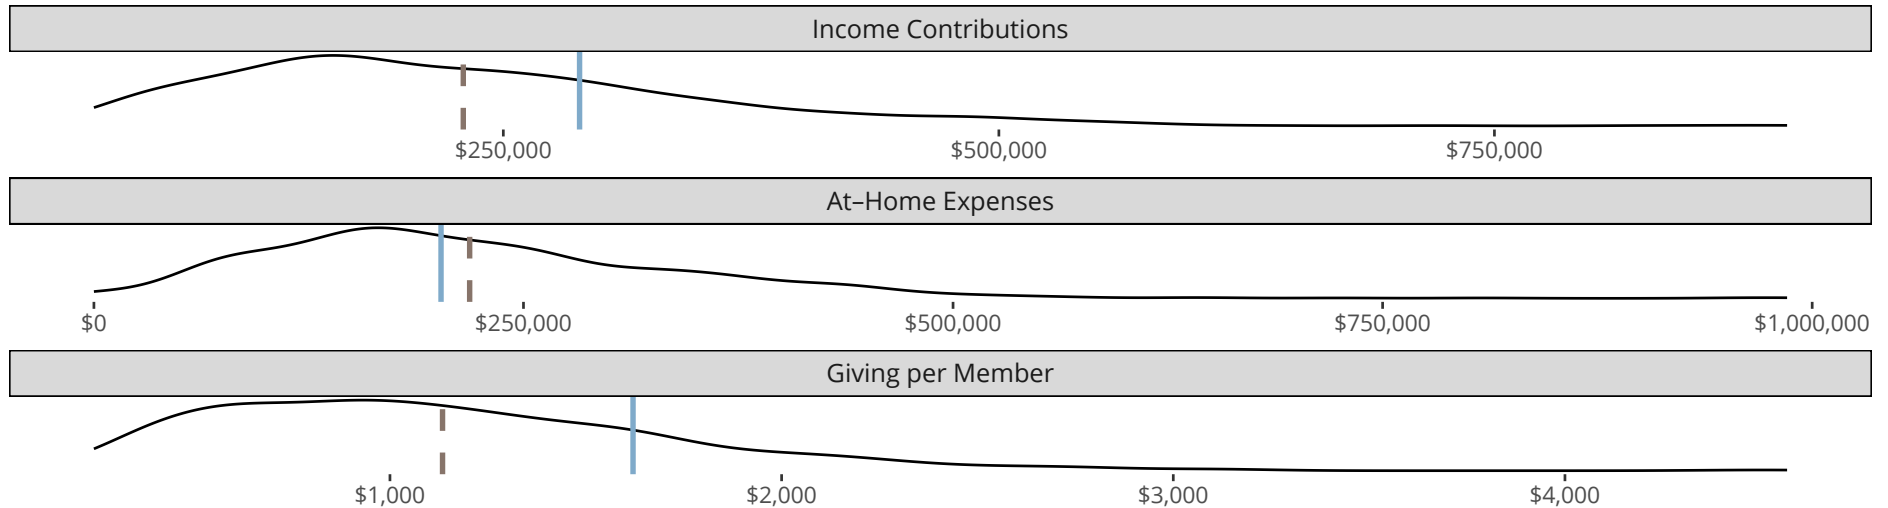 Income Contributions
$250,000 $500,000 $750,000
At–Home Expenses
$0 $250,000 $500,000 $750,000 $1,000,000
Giving per Member
$1,000 $2,000 $3,000 $4,000